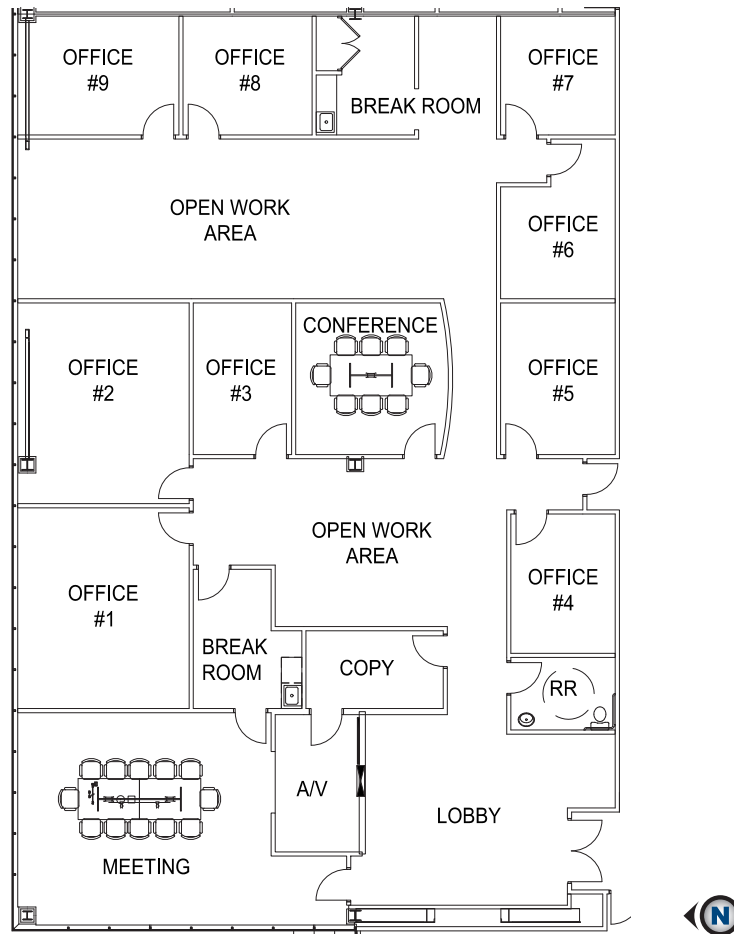 OFFICE
#9
OFFICE
#8
BREAK ROOM
OFFICE
#7
OPEN WORK
AREA
OFFICE
#6
OFFICE
#2
OFFICE
#3
CONFERENCE
OFFICE
#5
OPEN WORK
AREA
OFFICE
#1
OFFICE
#4
BREAK
ROOM
COPY
RR
A/V
LOBBY
MEETING
N